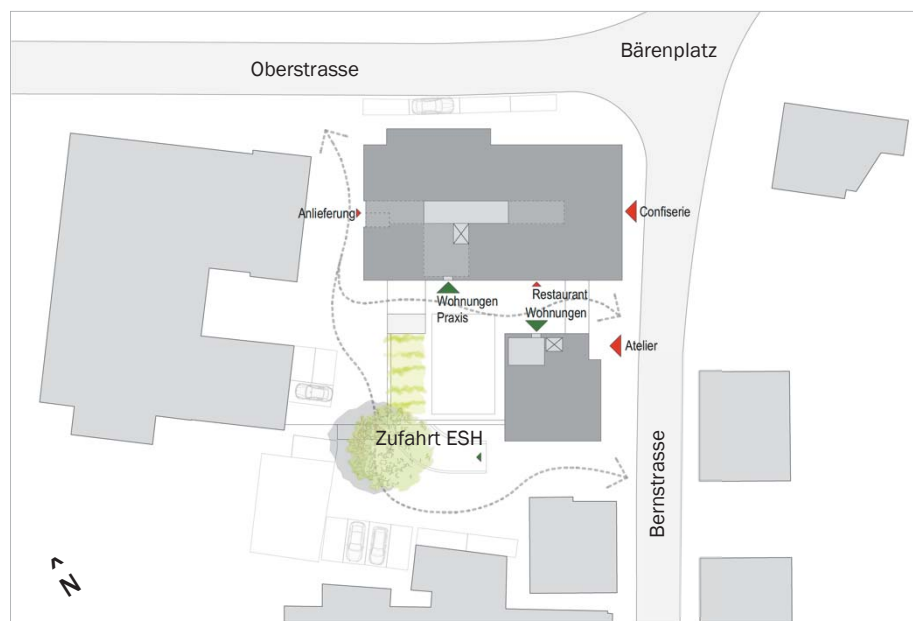 Bärenplatz
Oberstrasse
Anlieferung
Confiserie
Wohnungen
Praxis
Restaurant
Wohnungen
Atelier
Zufahrt ESH
Bernstrasse
N